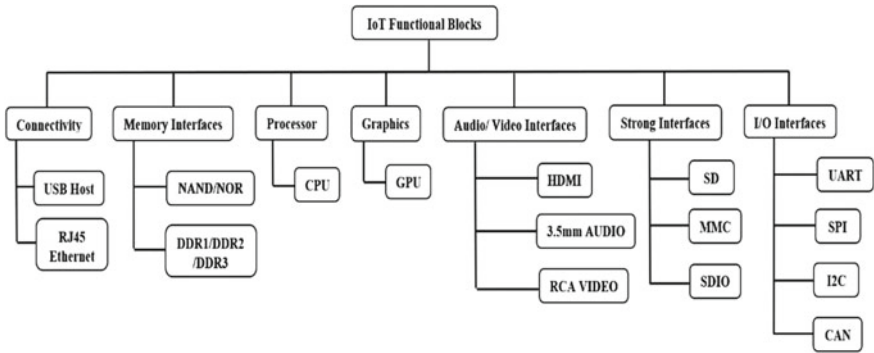 IoT Functional Blocks
Connectivity
Memory Interfaces
Processor
Graphics
Audio/ Video Interfaces
Strong Interfaces
I/O Interfaces
USB Host
RJ45
Ethernet
NAND/NOR
DDR1/DDR2
/DDR3
CPU
GPU
HDMI
3.5mm AUDIO
RCA VIDEO
SD
MMC
SDIO
UART
SPI
I2C
CAN